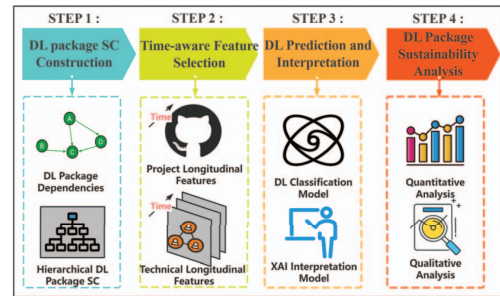 STEP 1 :
DL package SC
Construction
STEP 2 :
Time-aware Feature
Selection
STEP 3 :
DL Prediction and
Interpretation
STEP 4 :
DL Package
Sustainability
Analysis
A
B
C
D
DL Package
Dependencies
Hierarchical DL
Package SC
Time
Project Longitudinal
Features
Time
Technical Longitudinal
Features
DL Classification
Model
XAI Interpretation
Model
Quantitative
Analysis
Qualitative
Analysis